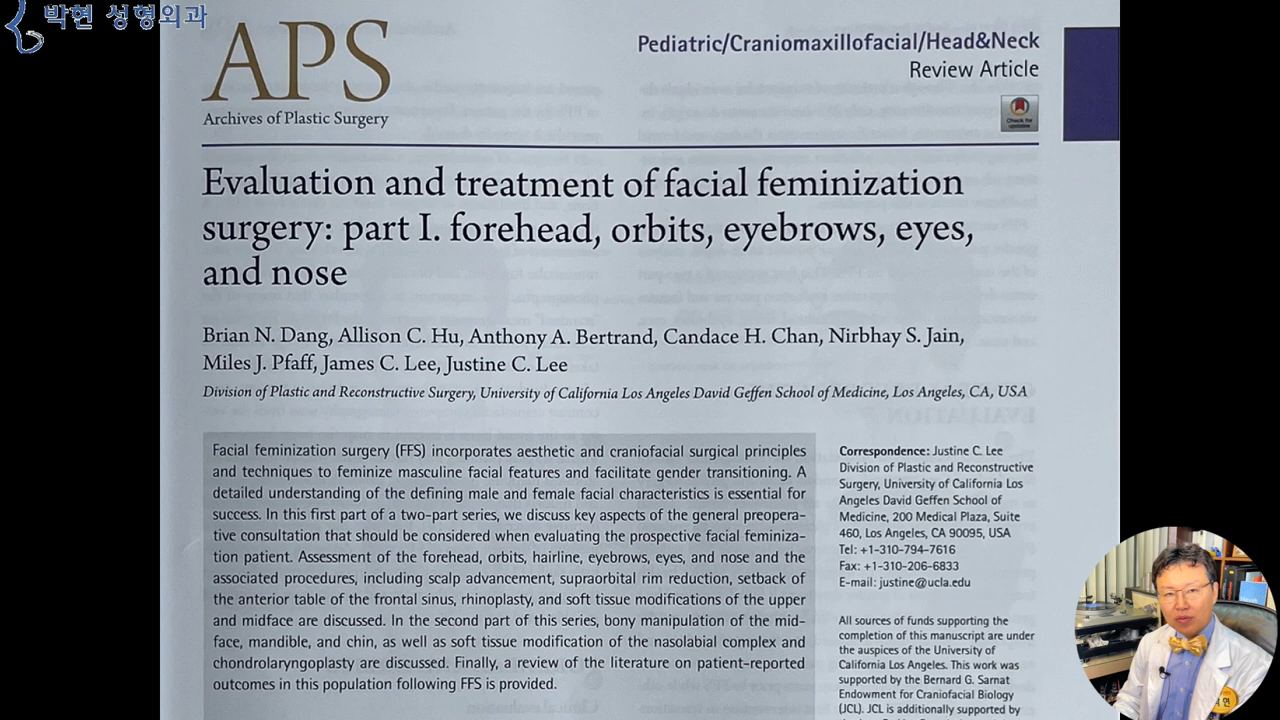 박현 성형외과
APS
Archives of Plastic Surgery
Pediatric/Craniomaxillofacial/Head&Neck
Review Article
Check for
updates
Evaluation and treatment of facial feminization
surgery: part I. forehead, orbits, eyebrows, eyes,
and nose
Brian N. Dang, Allison C. Hu, Anthony A. Bertrand, Candace H. Chan, Nirbhay S. Jain,
Miles J. Pfaff, James C. Lee, Justine C. Lee
Division of Plastic and Reconstructive Surgery, University of California Los Angeles David Geffen School of Medicine, Los Angeles, CA, USA
Facial feminization surgery (FFS) incorporates aesthetic and craniofacial surgical principles
and techniques to feminize masculine facial features and facilitate gender transitioning. A
detailed understanding of the defining male and female facial characteristics is essential for
success. In this first part of a two-part series, we discuss key aspects of the general preopera-
tive consultation that should be considered when evaluating the prospective facial feminiza-
tion patient. Assessment of the forehead, orbits, hairline, eyebrows, eyes, and nose and the
associated procedures, including scalp advancement, supraorbital rim reduction, setback of
the anterior table of the frontal sinus, rhinoplasty, and soft tissue modifications of the upper
and midface are discussed. In the second part of this series, bony manipulation of the mid-
face, mandible, and chin, as well as soft tissue modification of the nasolabial complex and
chondrolaryngoplasty are discussed. Finally, a review of the literature on patient-reported
outcomes in this population following FFS is provided.
Correspondence: Justine C. Lee
Division of Plastic and Reconstructive
Surgery, University of California Los
Angeles David Geffen School of
Medicine, 200 Medical Plaza, Suite
460, Los Angeles, CA 90095, USA
Tel: +1-310-794-7616
Fax: +1-310-206-6833
E-mail: justine@ucla.edu
All sources of funds supporting the
completion of this manuscript are under
the auspices of the University of
California Los Angeles. This work was
supported by the Bernard G. Sarnat
Endowment for Craniofacial Biology
(JCL). JCL is additionally supported by